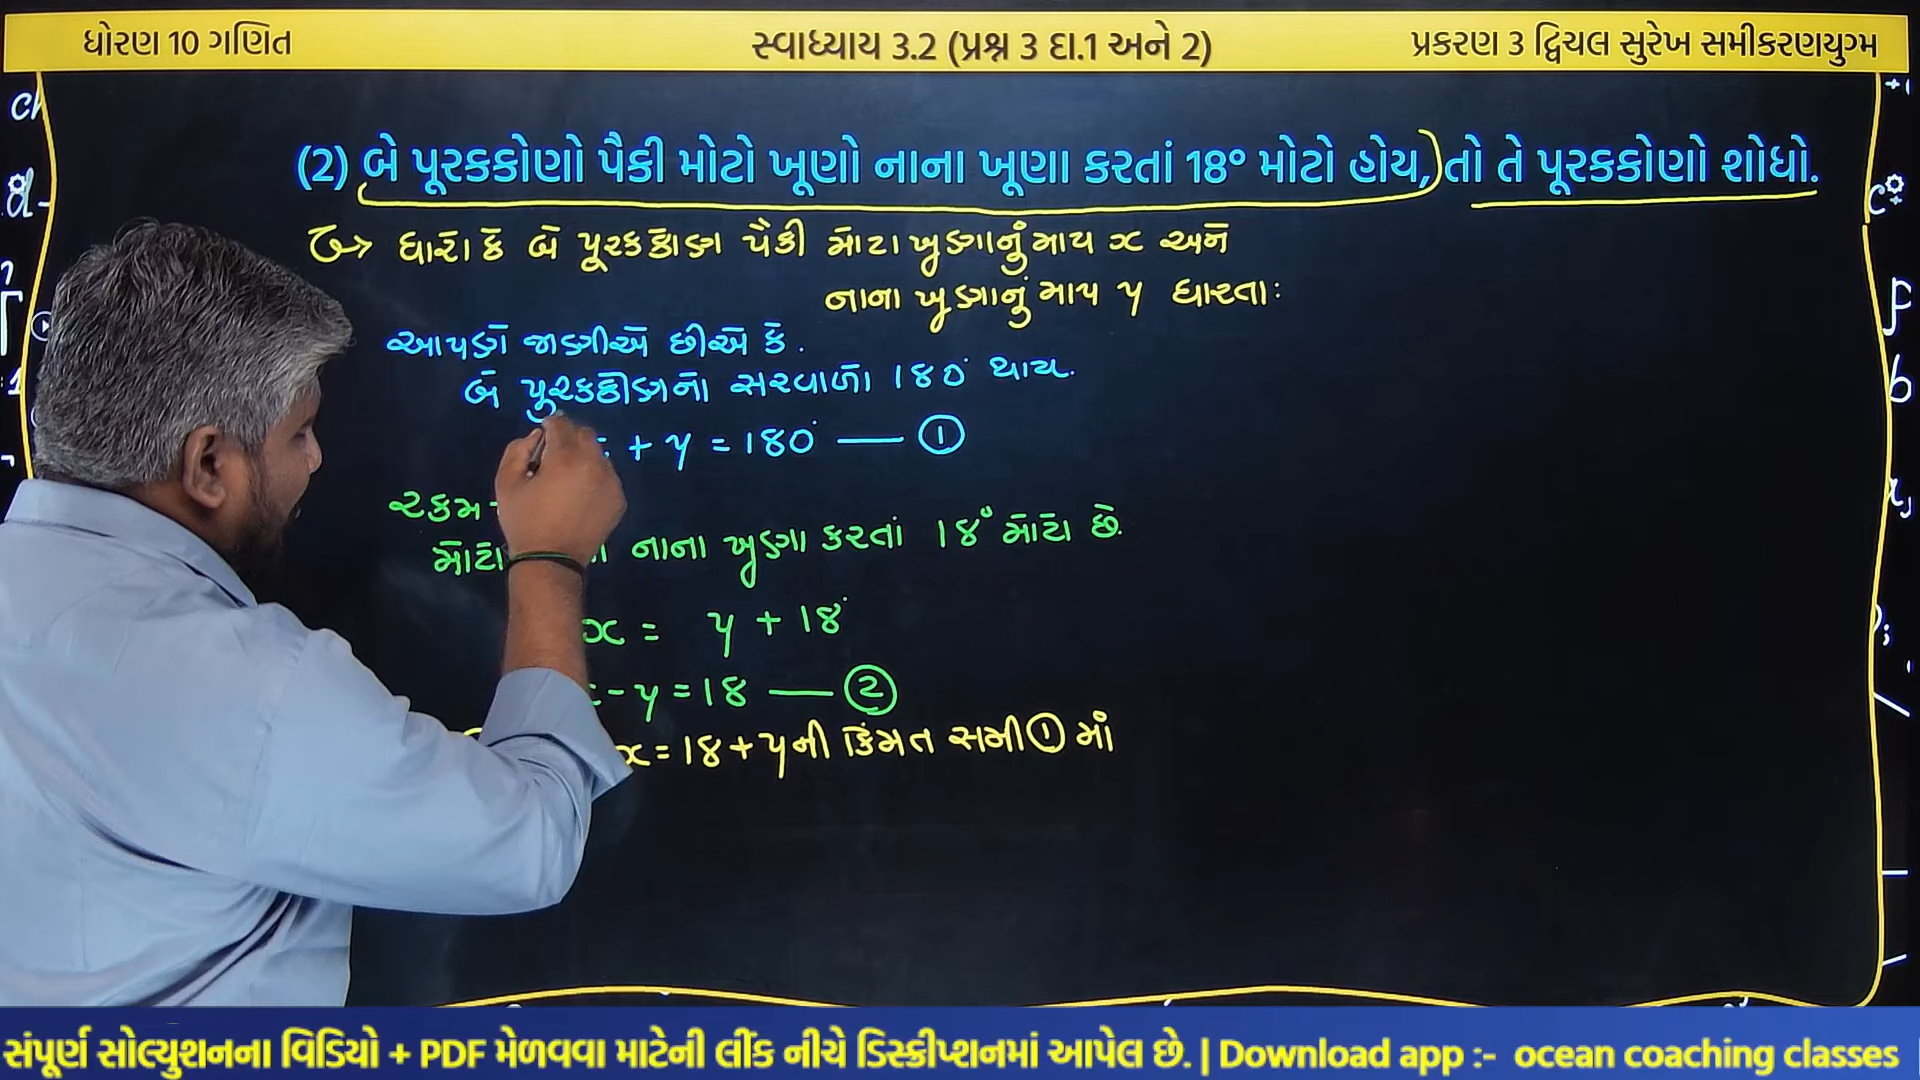 ધોરણ 10 ગણિત
સ્વાધ્યાય 3.2 (પ્રશ્ન 3 દા.1 અને 2)
પ્રકરણ 3 દ્વિચલ સુરેખ સમીકરણયુગ્મ
(2) બે પૂરકકોણો પૈકી મોટો ખૂણો નાના ખૂણા કરતાં 18° મોટો હોય, તો તે પૂરકકોણો શોધો.
ધારો કે બે પૂરકકોણ પૈકી મોટા ખૂણાનું માપ x અને
નાના ખૂણાનું માપ y ધારતા:
આપણે જાણીએ છીએ કે.
બે પુરકકોણનો સરવાળો 180° થાય.
+ y = 180° — ①
રકમ
મોટો નાના ખૂણા કરતાં 18° મોટો છે.
x = y + 18°
- y = 18 — ②
x = 18 + y ની કિંમત સમી ① માં
સંપૂર્ણ સોલ્યુશનના વિડિયો + PDF મેળવવા માટેની લીંક નીચે ડિસ્ક્રીપ્શનમાં આપેલ છે. | Download app :- ocean coaching classes